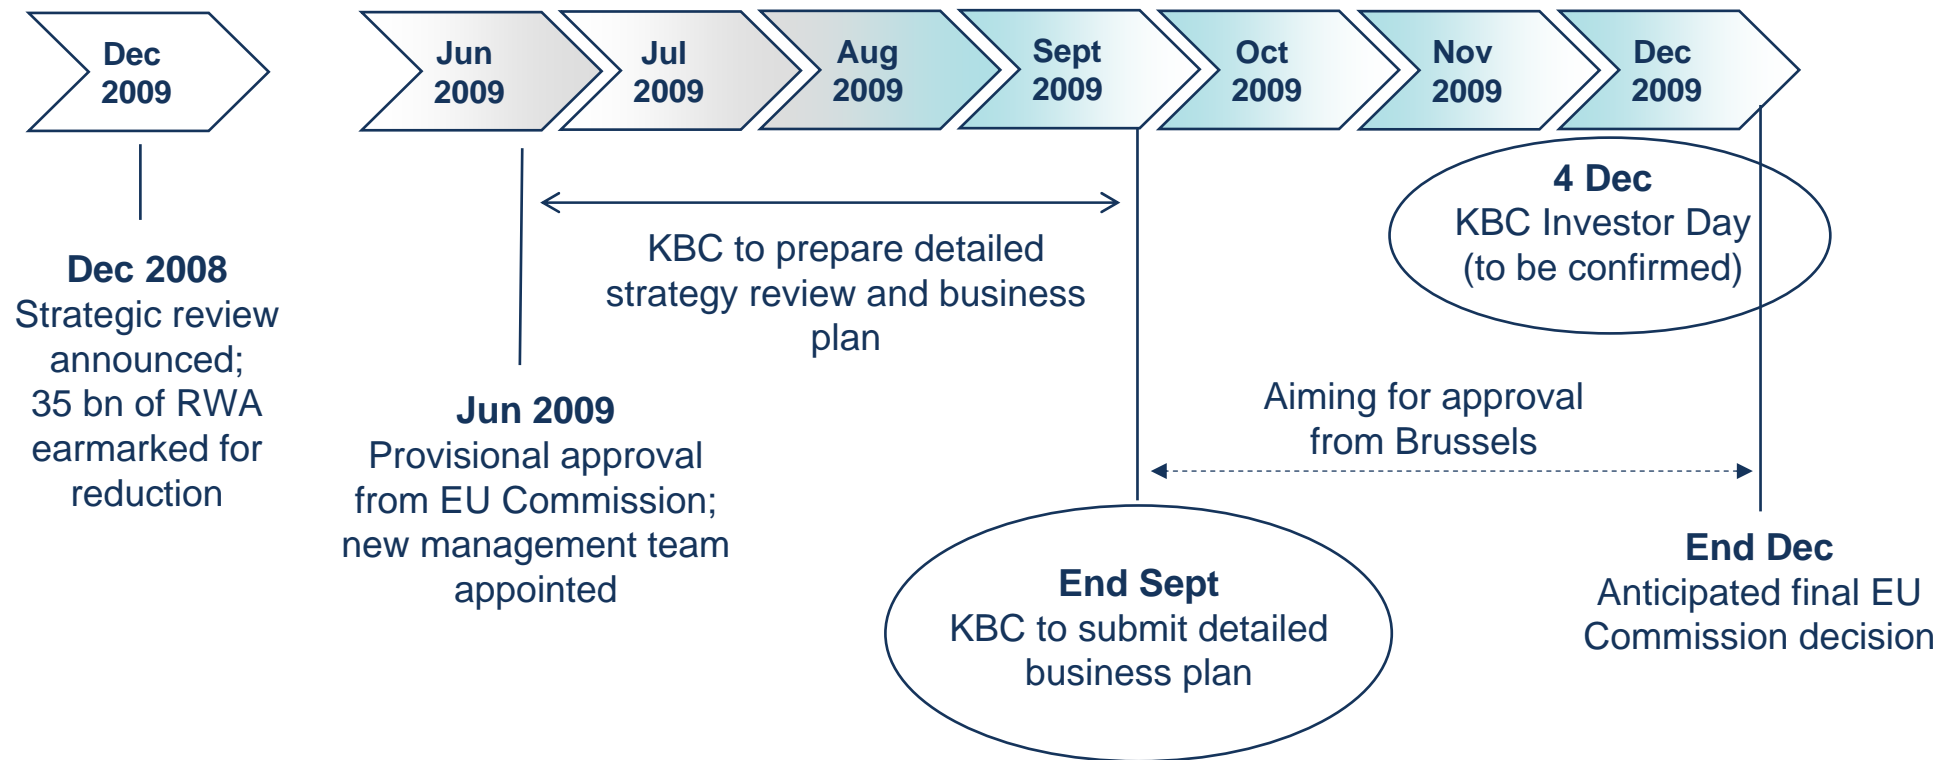 Dec
2009
Jun
2009
Jul
2009
Aug
2009
Sept
2009
Oct
2009
Nov
2009
Dec
2009
Dec 2008
Strategic review
announced;
35 bn of RWA
earmarked for
reduction
Jun 2009
Provisional approval
from EU Commission;
new management team
appointed
KBC to prepare detailed
strategy review and business
plan
End Sept
KBC to submit detailed
business plan
Aiming for approval
from Brussels
4 Dec
KBC Investor Day
(to be confirmed)
End Dec
Anticipated final EU
Commission decision